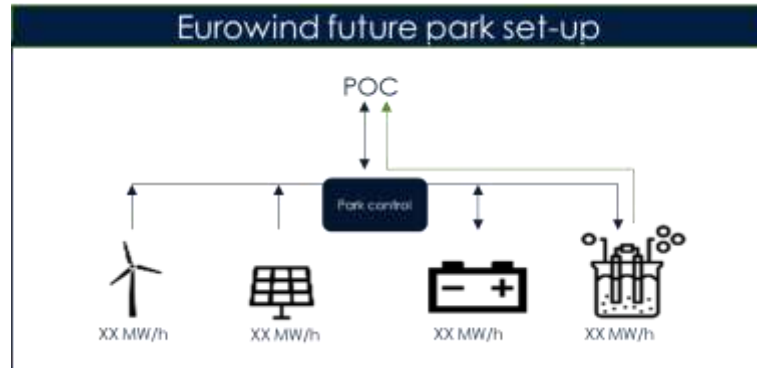 Eurowind future park set-up
POC
Park control
XX MW/h
XX MW/h
XX MW/h
XX MW/h